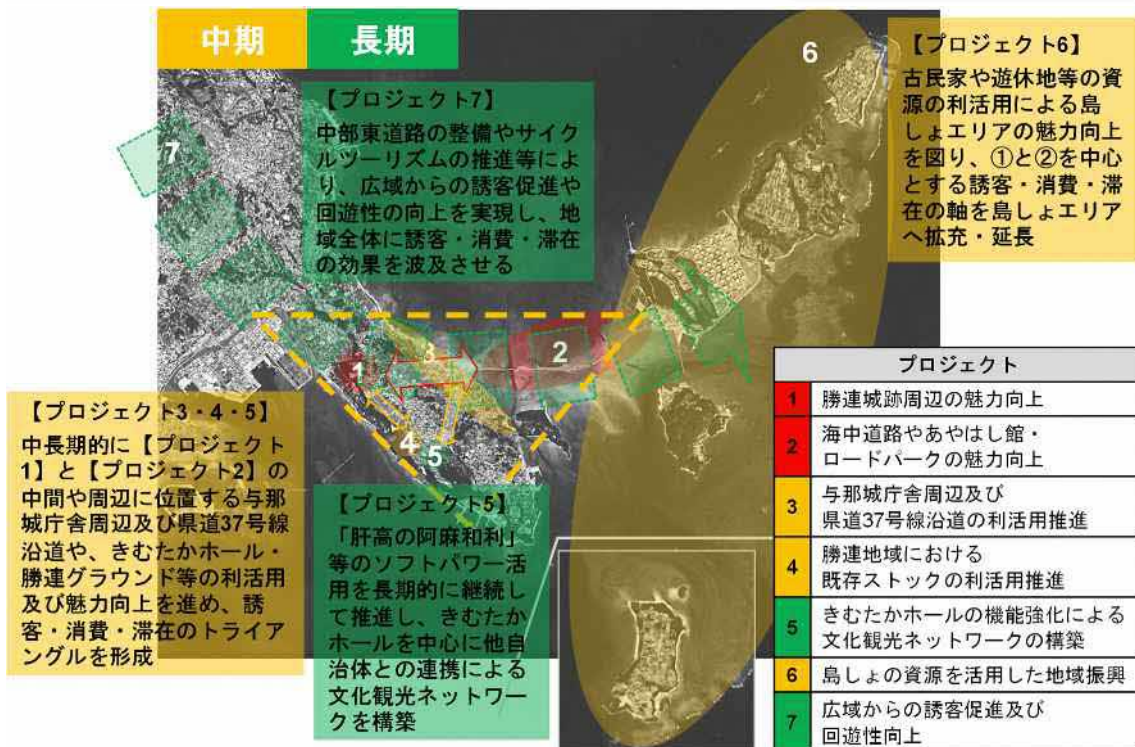 中期
長期
【プロジェクト7】
中部東道路の整備やサイク
ルツーリズムの推進等によ
り、広域からの誘客促進や
回遊性の向上を実現し、地
域全体に誘客・消費・滞在
の効果を波及させる
【プロジェクト6】
古民家や遊休地等の資
源の利活用による島
しょエリアの魅力向上
を図り、①と②を中心
とする誘客・消費・滞
在の軸を島しょエリア
へ拡充・延長
6
7
1
3
2
4
5
【プロジェクト3・4・5】
中長期的に【プロジェクト
1】と【プロジェクト2】の
中間や周辺に位置する与那
城庁舎周辺及び県道37号線
沿道や、きむたかホール・
勝連グラウンド等の利活用
及び魅力向上を進め、誘
客・消費・滞在のトライア
ングルを形成
【プロジェクト5】
「肝高の阿麻和利」
等のソフトパワー活
用を長期的に継続し
て推進し、きむたか
ホールを中心に他自
治体との連携による
文化観光ネットワー
クを構築
プロジェクト
1 勝連城跡周辺の魅力向上
2 海中道路やあやはし館・
ロードパークの魅力向上
3 与那城庁舎周辺及び
県道37号線沿道の利活用推進
4 勝連地域における
既存ストックの利活用推進
5 きむたかホールの機能強化による
文化観光ネットワークの構築
6 島しょの資源を活用した地域振興
7 広域からの誘客促進及び
回遊性向上